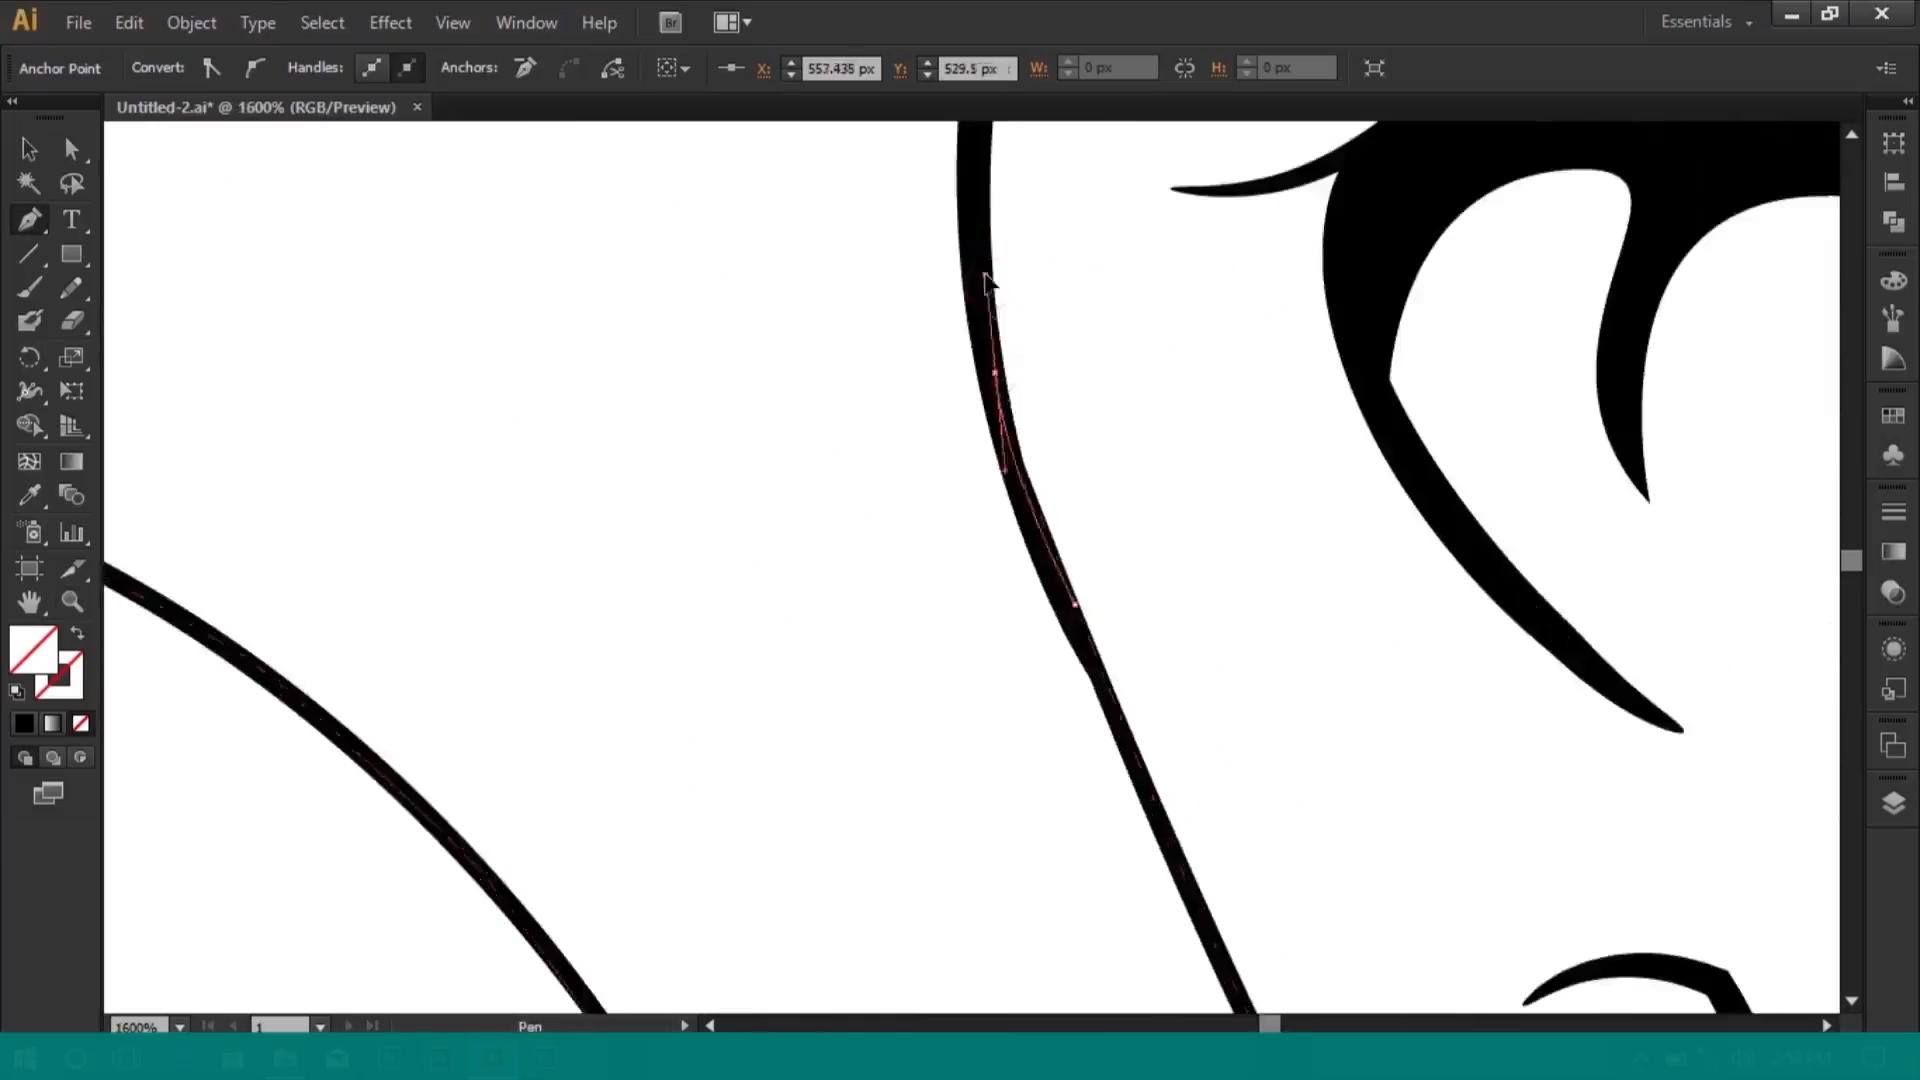 Ai File Edit Object Type Select Effect View Window Help Br Essentials
Anchor Point Convert: Handles: Anchors: X: 557.435 px Y: 529.5 px W: 0 px H: 0 px
Untitled-2.ai* @ 1600% (RGB/Preview) ×
T
1600% 1 Pen